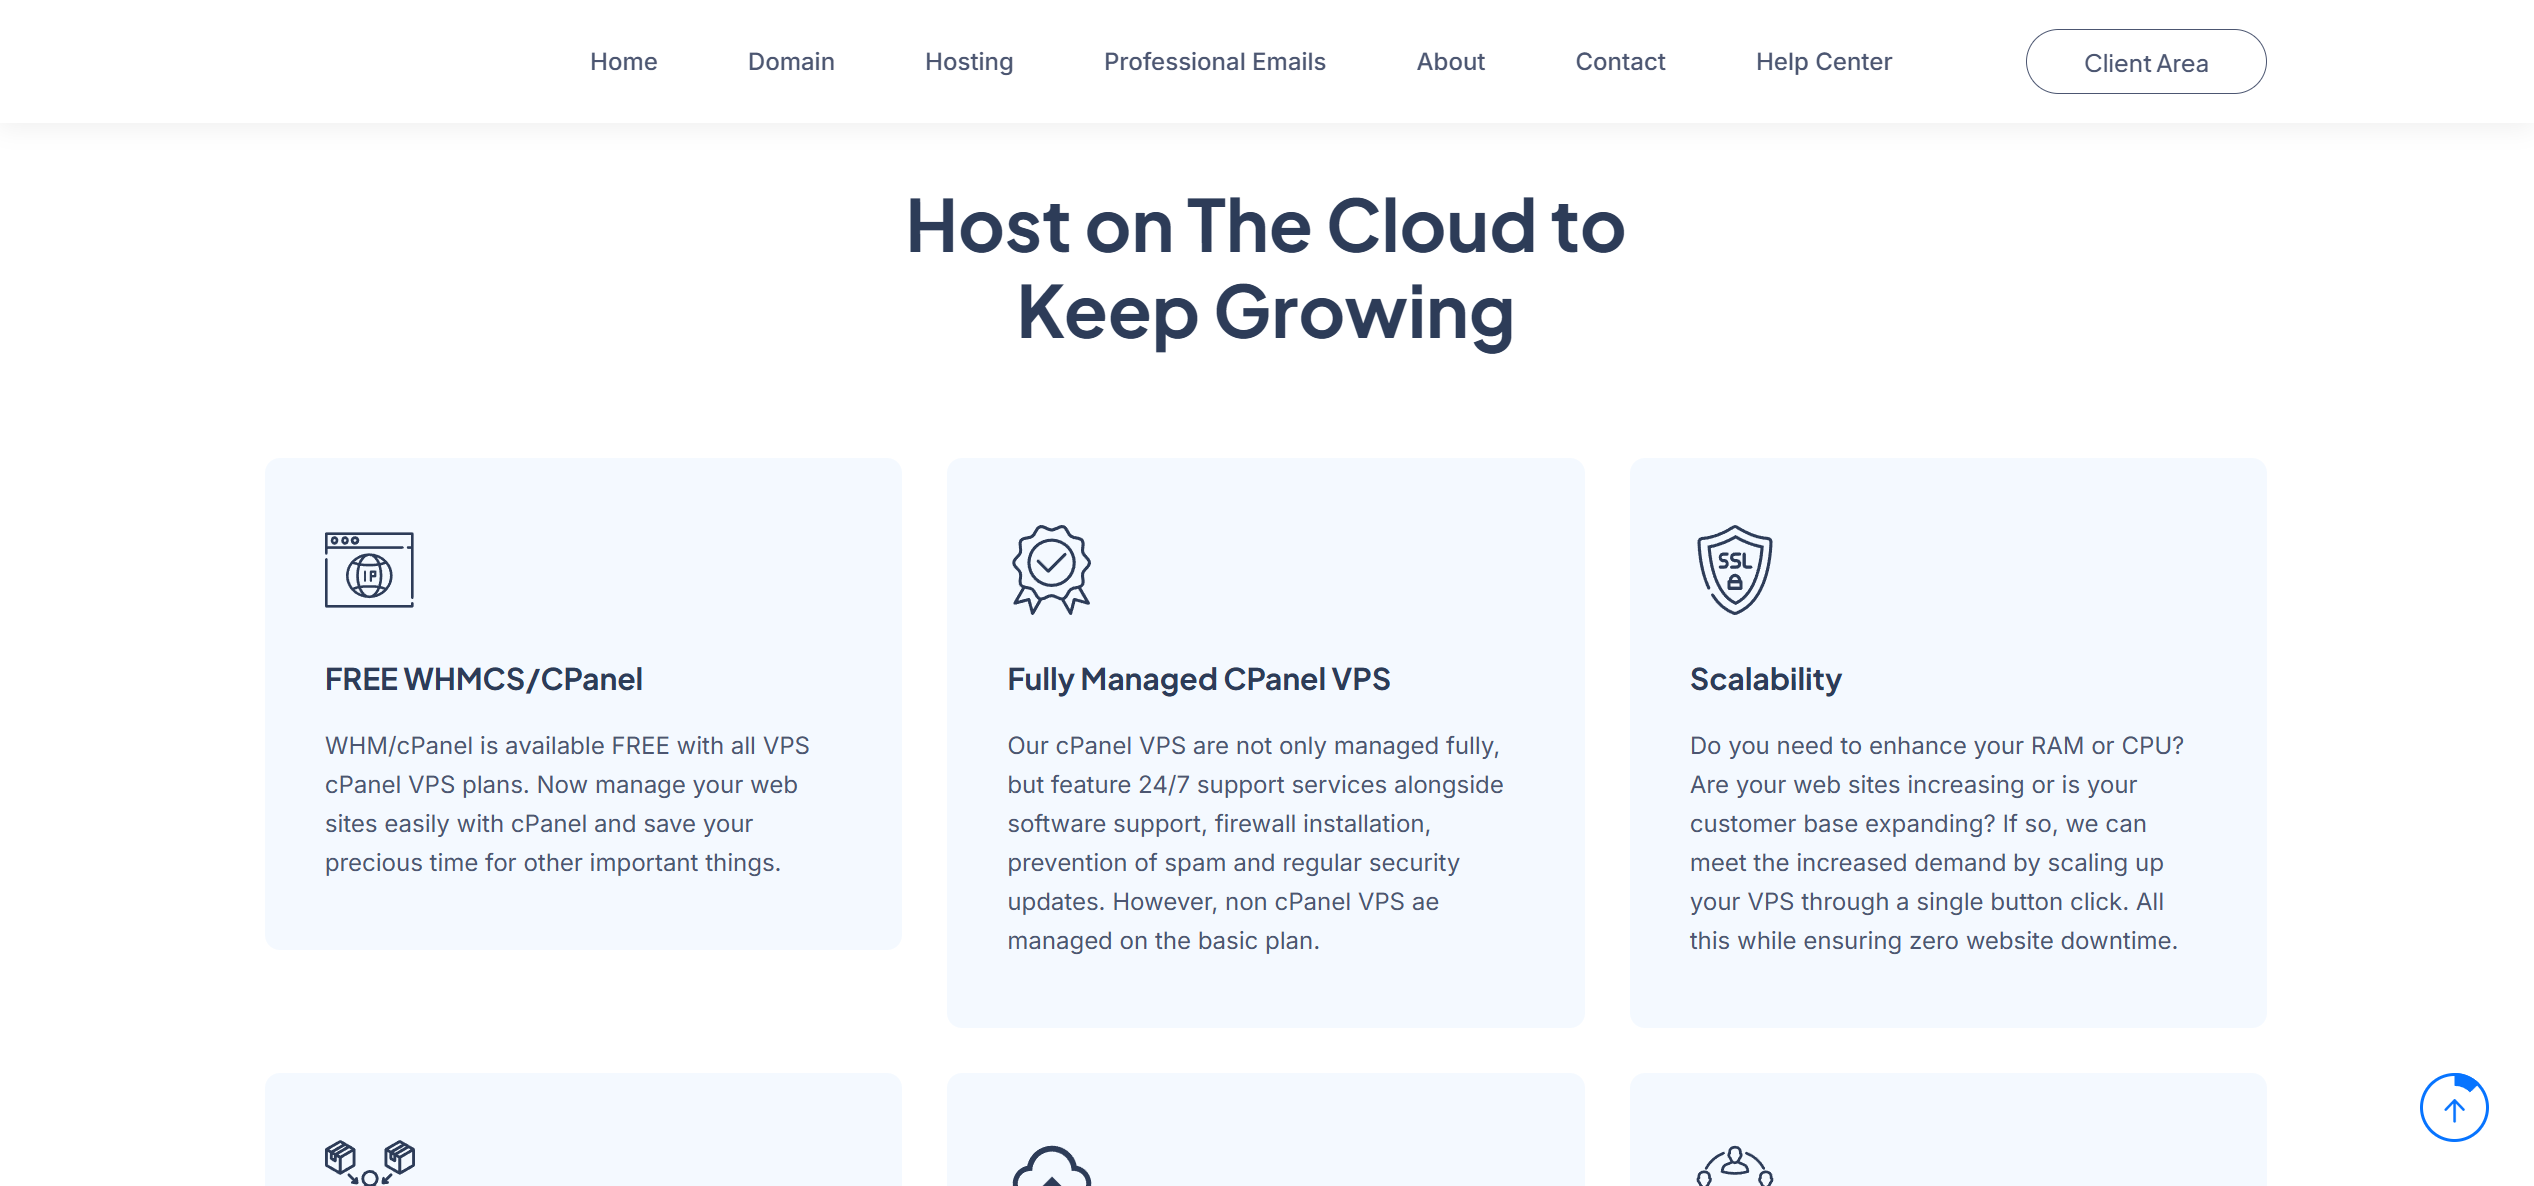 Home Domain Hosting Professional Emails About Contact Help Center Client Area
Host on The Cloud to
Keep Growing
IP
SSL
FREE WHMCS/CPanel
WHM/cPanel is available FREE with all VPS
cPanel VPS plans. Now manage your web
sites easily with cPanel and save your
precious time for other important things.
Fully Managed CPanel VPS
Our cPanel VPS are not only managed fully,
but feature 24/7 support services alongside
software support, firewall installation,
prevention of spam and regular security
updates. However, non cPanel VPS ae
managed on the basic plan.
Scalability
Do you need to enhance your RAM or CPU?
Are your web sites increasing or is your
customer base expanding? If so, we can
meet the increased demand by scaling up
your VPS through a single button click. All
this while ensuring zero website downtime.